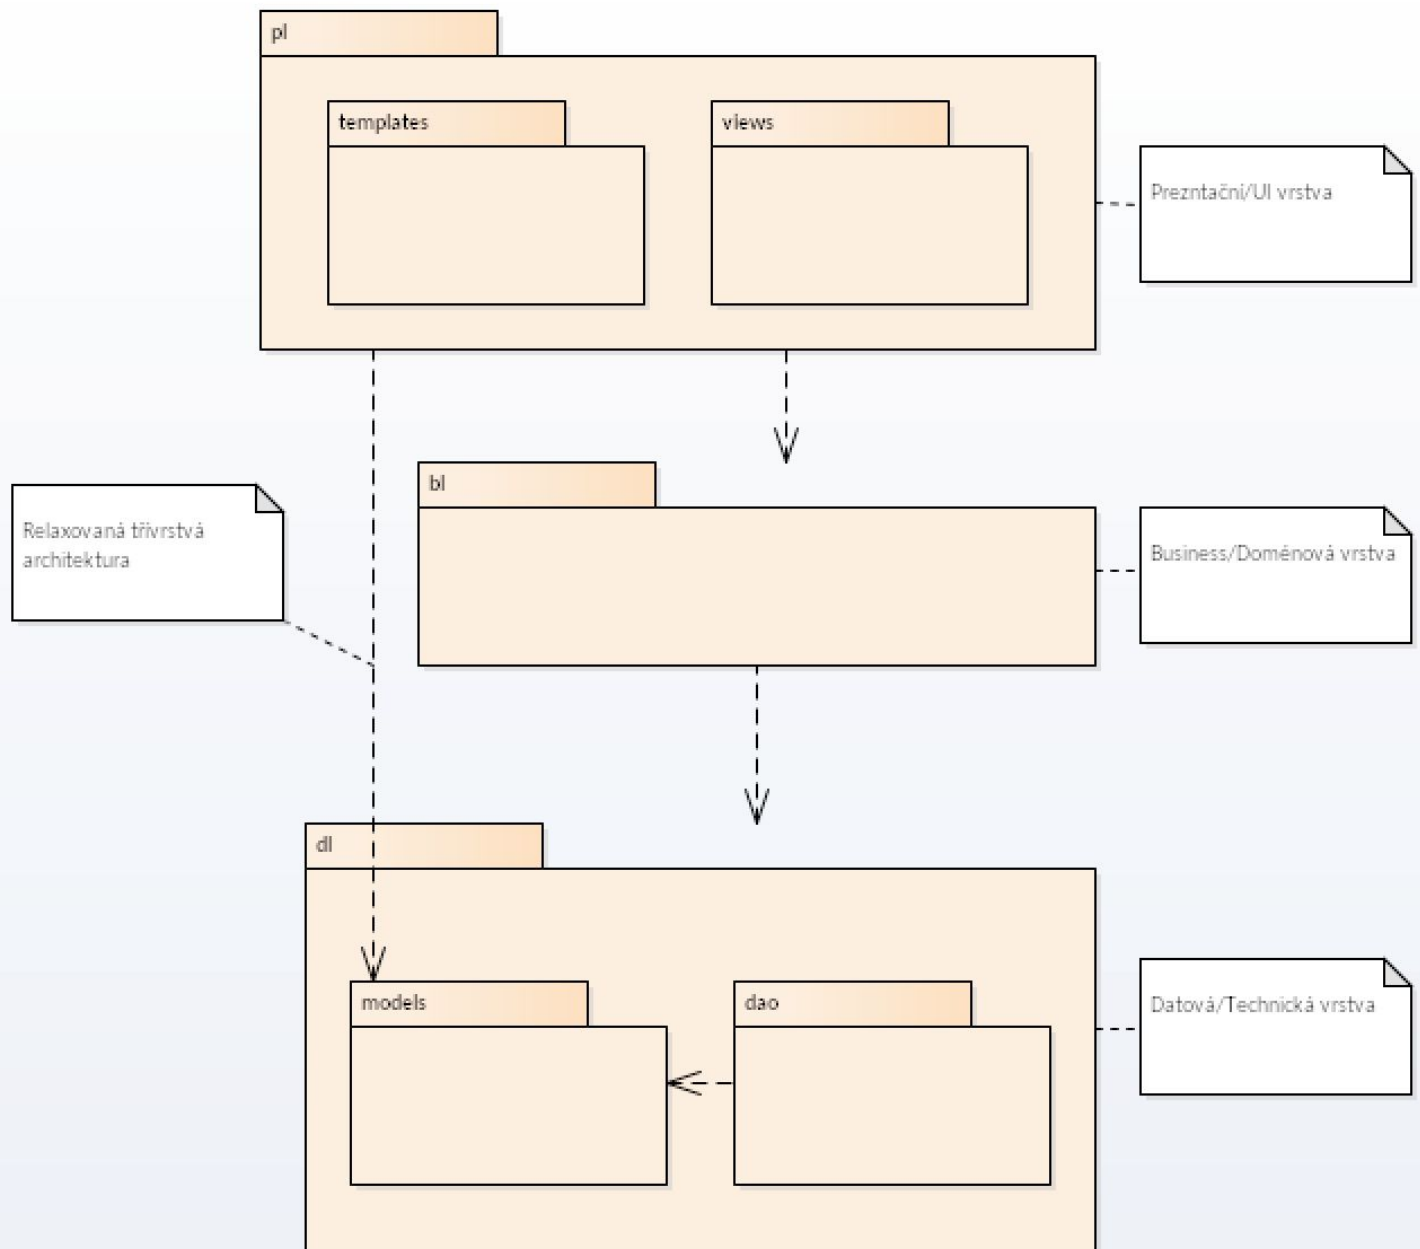 pl
templates
views
Prezntační/UI vrstva
bl
Relaxovaná třívrstvá
architektura
Business/Doménová vrstva
dl
models
dao
Datová/Technická vrstva